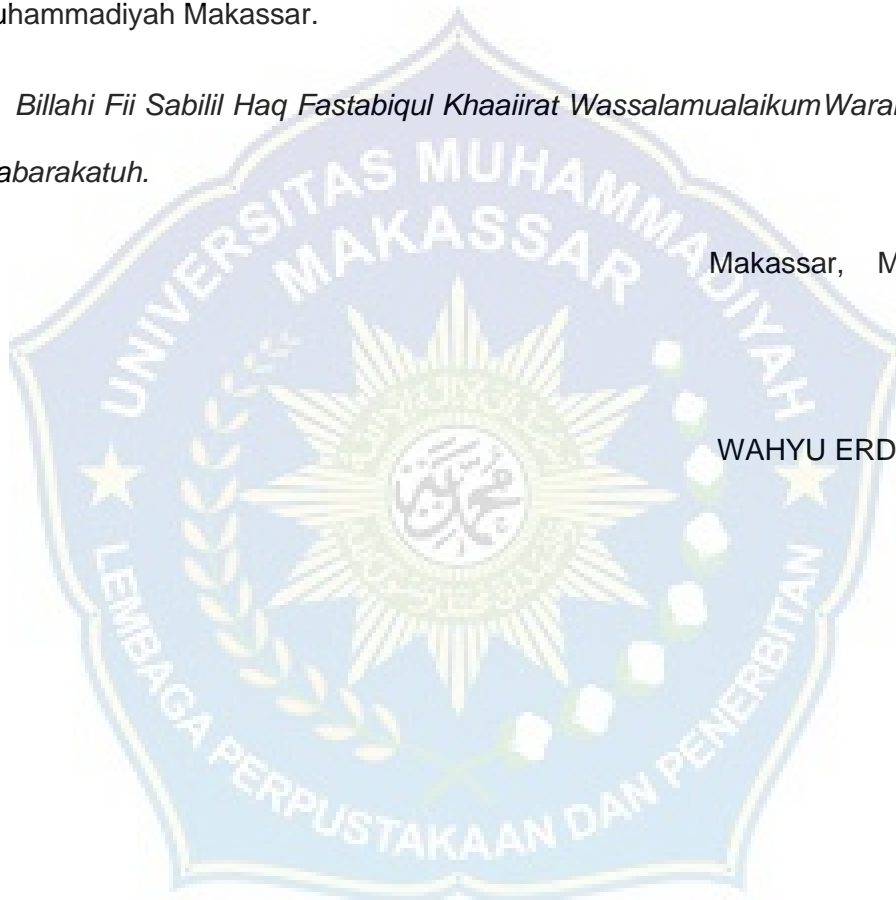 uhammadiyah Makassar.
Billahi Fii Sabilil Haq Fastabiqul Khaaiirat WassalamualaikumWara
abarakatuh.
Makassar, M
WAHYU ERD
UNIVERSITAS MUHAMMADIYAH
MAKASSAR
LEMBAGA PERPUSTAKAAN DAN PENERBITAN
محمدية